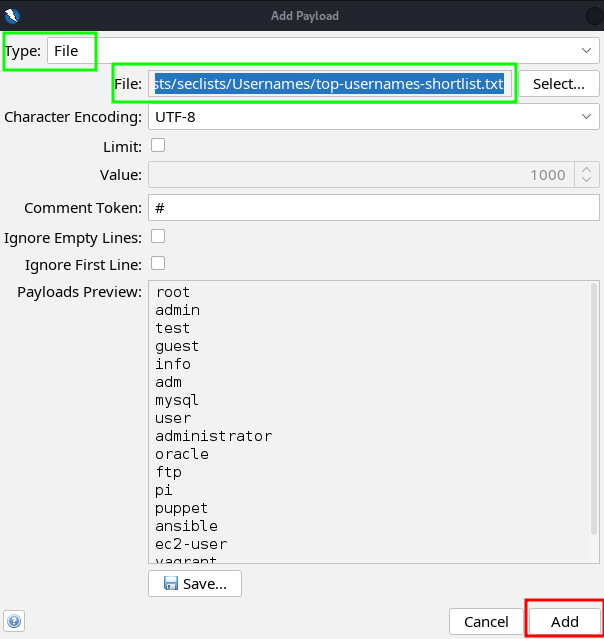 Add Payload
Type: File
File: sts/seclists/Usernames/top-usernames-shortlist.txt Select...
Character Encoding: UTF-8
Limit:
Value: 1000
Comment Token: #
Ignore Empty Lines:
Ignore First Line:
Payloads Preview: root
admin
test
guest
info
adm
mysql
user
administrator
oracle
ftp
pi
puppet
ansible
ec2-user
vagrant
Save...
Cancel Add